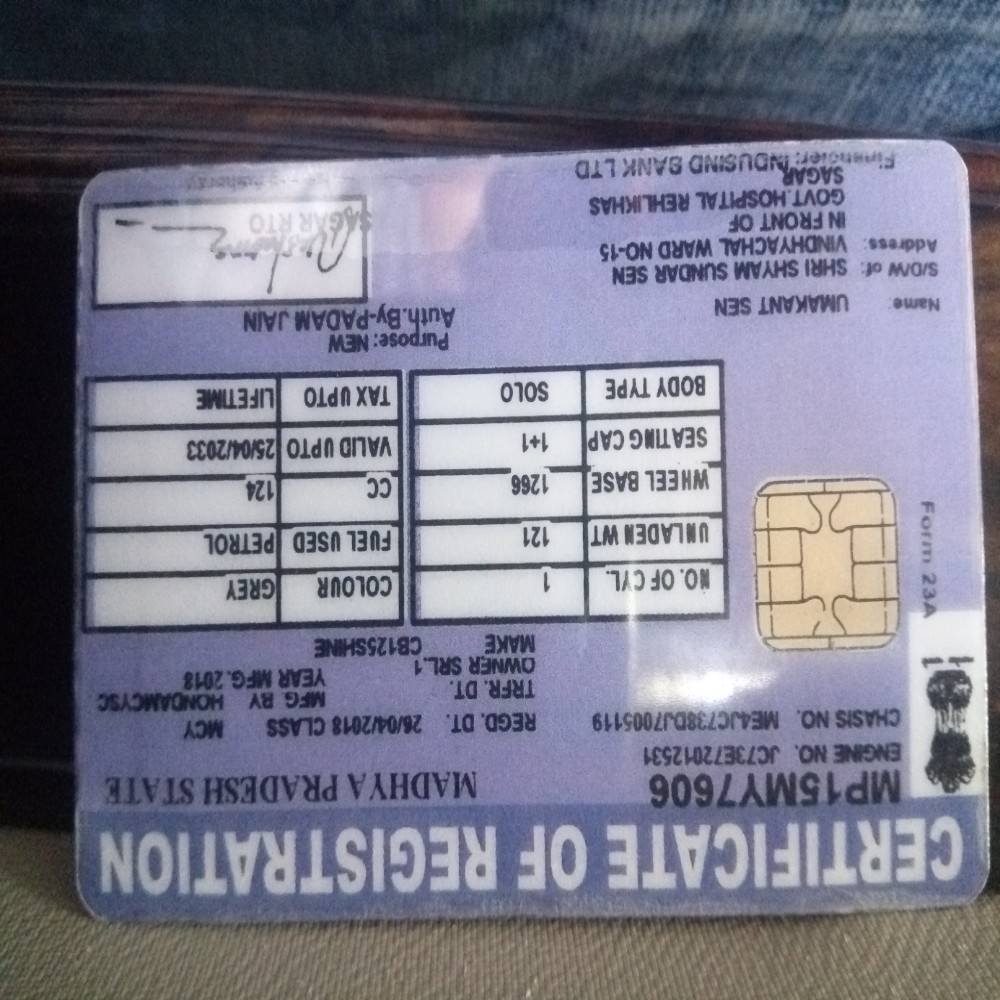 CERTIFICATE OF REGISTRATION
MP15MY7606 MADHYA PRADESH STATE
ENGINE NO. JC73E72012531
CHASIS NO. ME4JC738DJ7005119
REGD. DT. 26/04/2018 CLASS MCY
TRFR. DT. MFG BY HONDAMCYSC
OWNER SRL.1 YEAR MFG.2018
MAKE CB125SHINE
Form 23A
NO. OF CYL. 1 COLOUR GREY
UNLADEN WT 121 FUEL USED PETROL
WHEEL BASE 1266 CC 124
SEATING CAP 1+1 VALID UPTO 25/04/2033
BODY TYPE SOLO TAX UPTO LIFETIME
Purpose: NEW
Auth.By-PADAM JAIN
Name UMAKANT SEN
S/D/W of: SHRI SHYAM SUNDAR SEN
Address: VINDHYACHAL WARD NO-15
IN FRONT OF
GOVT.HOSPITAL REHLIKHAS
SAGAR
Financier: INDUSIND BANK LTD
SAGAR RTO